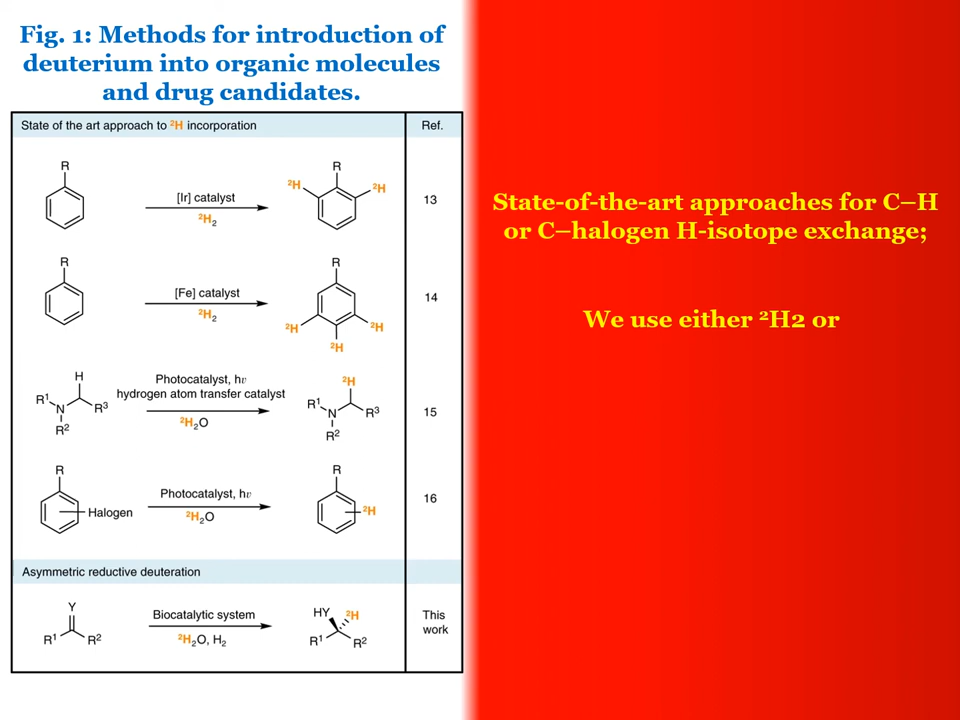 Fig. 1: Methods for introduction of
deuterium into organic molecules
and drug candidates.
State of the art approach to ²H incorporation
Ref.
R
[Ir] catalyst
²H₂
R
²H
²H
13
R
[Fe] catalyst
²H₂
R
²H
²H
²H
14
H
R¹
N
R³
R²
Photocatalyst, hν
hydrogen atom transfer catalyst
²H₂O
²H
R¹
N
R³
R²
15
R
Halogen
Photocatalyst, hν
²H₂O
R
²H
16
Asymmetric reductive deuteration
Y
R¹
R²
Biocatalytic system
²H₂O, H₂
HY
²H
R¹
R²
This
work
State-of-the-art approaches for C–H
or C–halogen H-isotope exchange;
We use either ²H2 or